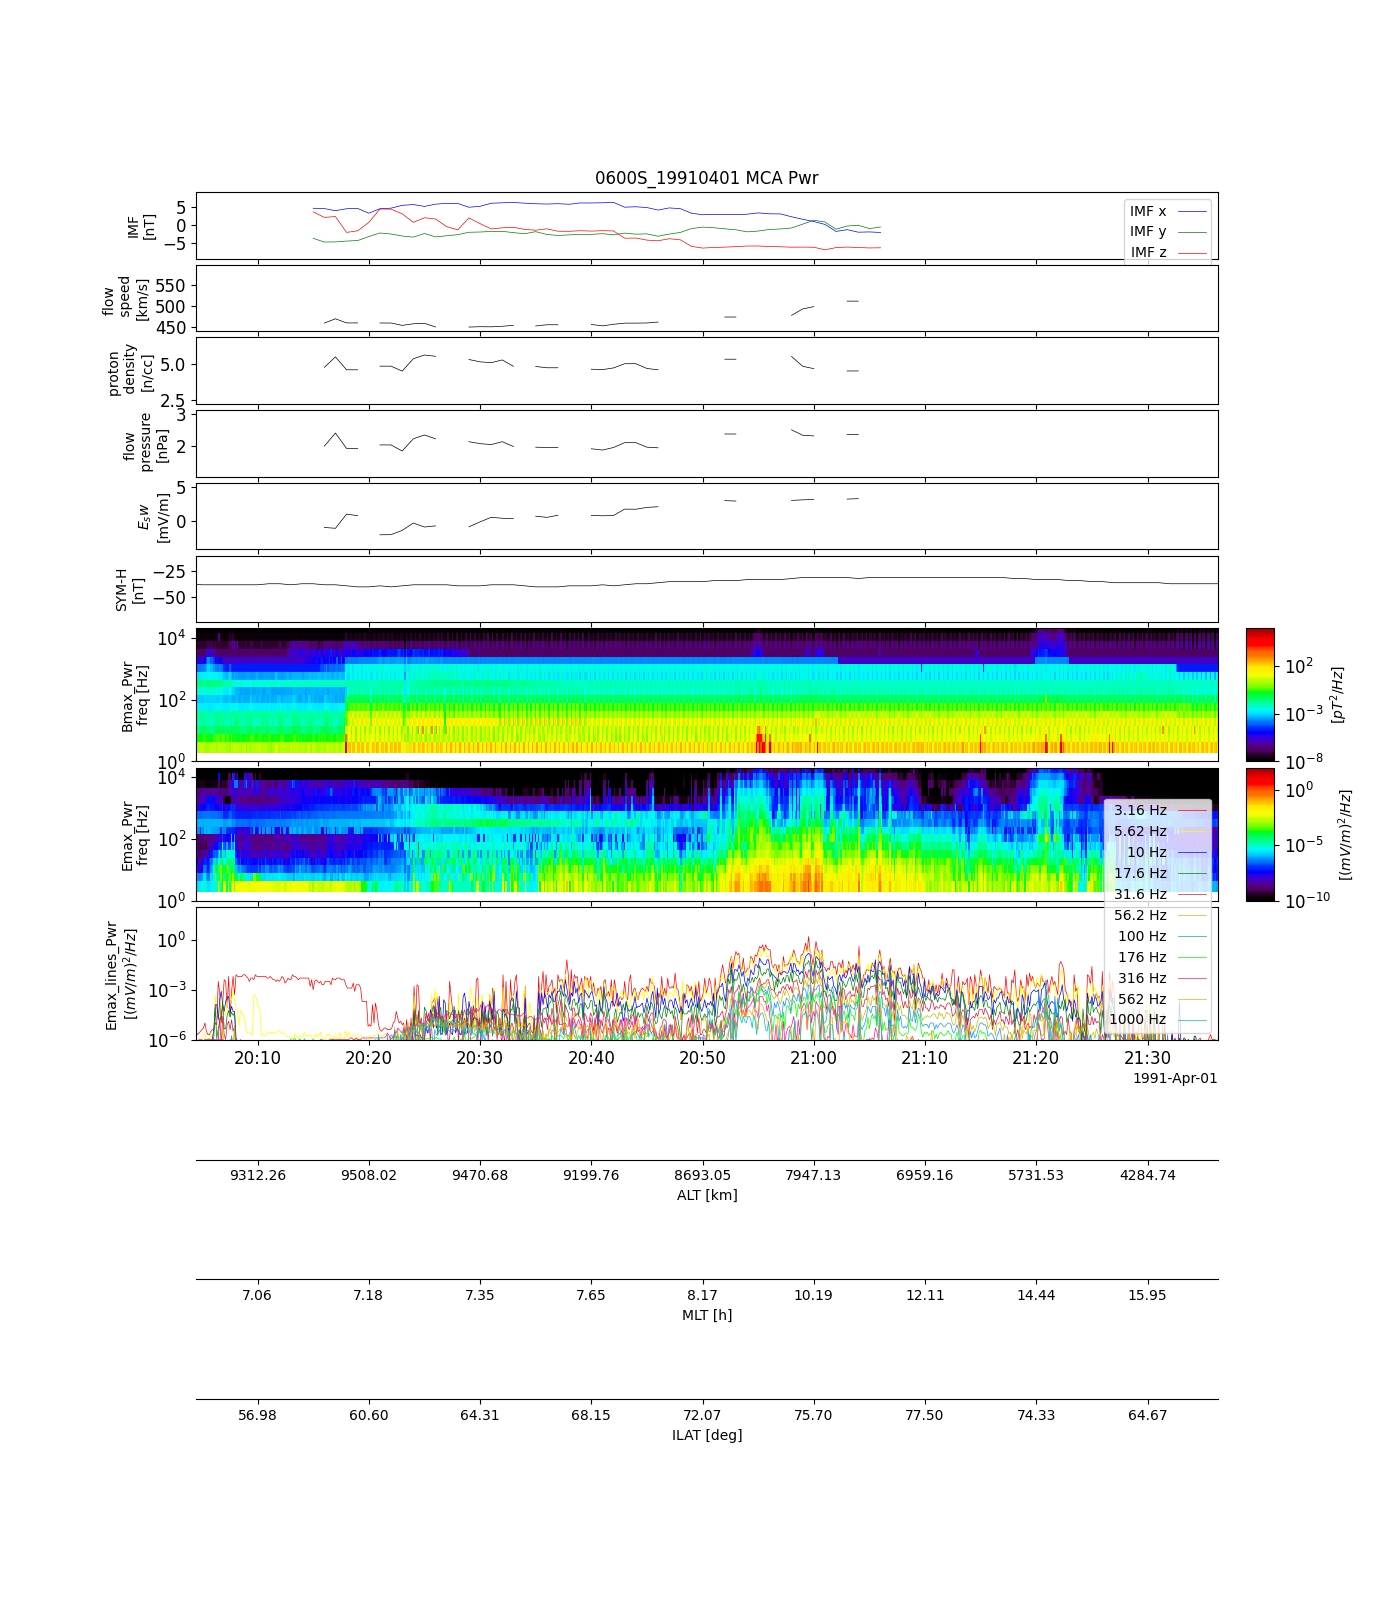 0600S_19910401 MCA Pwr
IMF
[nT]
5
0
−5
IMF x
IMF y
IMF z
flow
speed
[km/s]
550
500
450
proton
density
[n/cc]
5.0
2.5
flow
pressure
[nPa]
3
2
E_sw
[mV/m]
5
0
SYM-H
[nT]
−25
−50
Bmax_Pwr
freq [Hz]
10^4
10^2
10^0
10^2
10^−3
10^−8
[pT^2/Hz]
Emax_Pwr
freq [Hz]
10^4
10^2
10^0
10^0
10^−5
10^−10
[(mV/m)^2/Hz]
3.16 Hz
5.62 Hz
10 Hz
17.6 Hz
31.6 Hz
56.2 Hz
100 Hz
176 Hz
316 Hz
562 Hz
1000 Hz
Emax_lines_Pwr
[(mV/m)^2/Hz]
10^0
10^−3
10^−6
20:10 20:20 20:30 20:40 20:50 21:00 21:10 21:20 21:30
1991-Apr-01
9312.26 9508.02 9470.68 9199.76 8693.05 7947.13 6959.16 5731.53 4284.74
ALT [km]
7.06 7.18 7.35 7.65 8.17 10.19 12.11 14.44 15.95
MLT [h]
56.98 60.60 64.31 68.15 72.07 75.70 77.50 74.33 64.67
ILAT [deg]